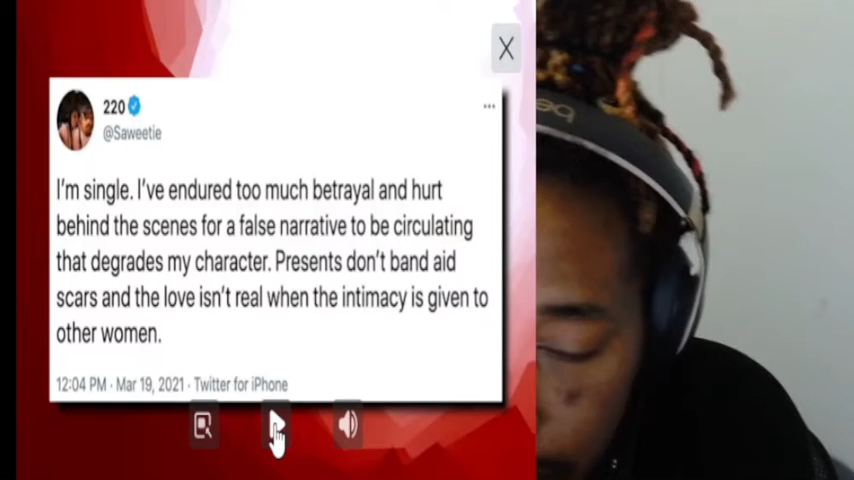 220
@Saweetie
I'm single. I've endured too much betrayal and hurt
behind the scenes for a false narrative to be circulating
that degrades my character. Presents don't band aid
scars and the love isn't real when the intimacy is given to
other women.
12:04 PM · Mar 19, 2021 · Twitter for iPhone